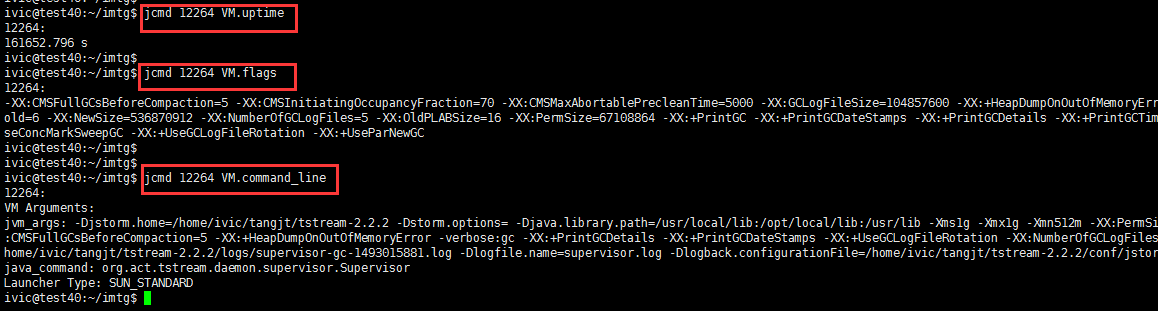 ivic@test40:~/imtg$
ivic@test40:~/imtg$ jcmd 12264 VM.uptime
12264:
161652.796 s
ivic@test40:~/imtg$
ivic@test40:~/imtg$ jcmd 12264 VM.flags
12264:
-XX:CMSFullGCsBeforeCompaction=5 -XX:CMSInitiatingOccupancyFraction=70 -XX:CMSMaxAbortablePrecleanTime=5000 -XX:GCLogFileSize=104857600 -XX:+HeapDumpOnOutOfMemoryErr
old=6 -XX:NewSize=536870912 -XX:NumberOfGCLogFiles=5 -XX:OldPLABSize=16 -XX:PermSize=67108864 -XX:+PrintGC -XX:+PrintGCDateStamps -XX:+PrintGCDetails -XX:+PrintGCTim
seConcMarkSweepGC -XX:+UseGCLogFileRotation -XX:+UseParNewGC
ivic@test40:~/imtg$
ivic@test40:~/imtg$
ivic@test40:~/imtg$ jcmd 12264 VM.command_line
12264:
VM Arguments:
jvm_args: -Djstorm.home=/home/ivic/tangjt/tstream-2.2.2 -Dstorm.options= -Djava.library.path=/usr/local/lib:/opt/local/lib:/usr/lib -Xms1g -Xmx1g -Xmn512m -XX:PermSi
:CMSFullGCsBeforeCompaction=5 -XX:+HeapDumpOnOutOfMemoryError -verbose:gc -XX:+PrintGCDetails -XX:+PrintGCDateStamps -XX:+UseGCLogFileRotation -XX:NumberOfGCLogFiles
home/ivic/tangjt/tstream-2.2.2/logs/supervisor-gc-1493015881.log -Dlogfile.name=supervisor.log -Dlogback.configurationFile=/home/ivic/tangjt/tstream-2.2.2/conf/jstor
java_command: org.act.tstream.daemon.supervisor.Supervisor
Launcher Type: SUN_STANDARD
ivic@test40:~/imtg$